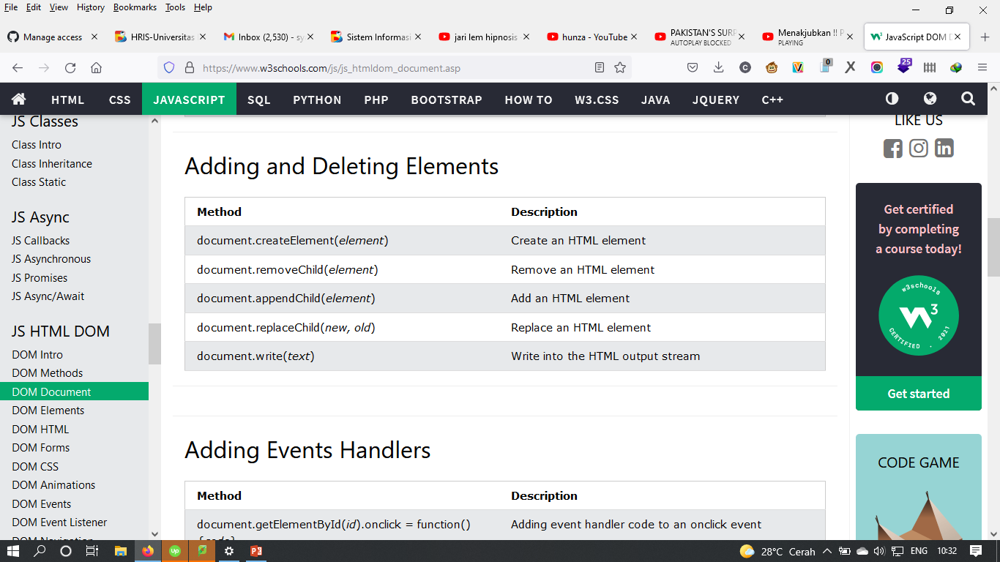 File Edit View History Bookmarks Tools Help
Manage access
HRIS-Universitas
Inbox (2,530) - sy
Sistem Informasi
jari lem hipnosis
hunza - YouTube
PAKISTAN'S SURP
AUTOPLAY BLOCKED
Menakjubkan !! P
PLAYING
JavaScript DOM D
https://www.w3schools.com/js/js_htmldom_document.asp
0
25
HTML CSS JAVASCRIPT SQL PYTHON PHP BOOTSTRAP HOW TO W3.CSS JAVA JQUERY C++
JS Classes
Class Intro
Class Inheritance
Class Static
JS Async
JS Callbacks
JS Asynchronous
JS Promises
JS Async/Await
JS HTML DOM
DOM Intro
DOM Methods
DOM Document
DOM Elements
DOM HTML
DOM Forms
DOM CSS
DOM Animations
DOM Events
DOM Event Listener
DOM Navigation
Adding and Deleting Elements
Method Description
document.createElement(element) Create an HTML element
document.removeChild(element) Remove an HTML element
document.appendChild(element) Add an HTML element
document.replaceChild(new, old) Replace an HTML element
document.write(text) Write into the HTML output stream
Adding Events Handlers
Method Description
document.getElementById(id).onclick = function() Adding event handler code to an onclick event
{code}
LIKE US
Get certified
by completing
a course today!
w3schools
3
CERTIFIED . 2021
Get started
CODE GAME
Up
28°C Cerah
ENG
10:32